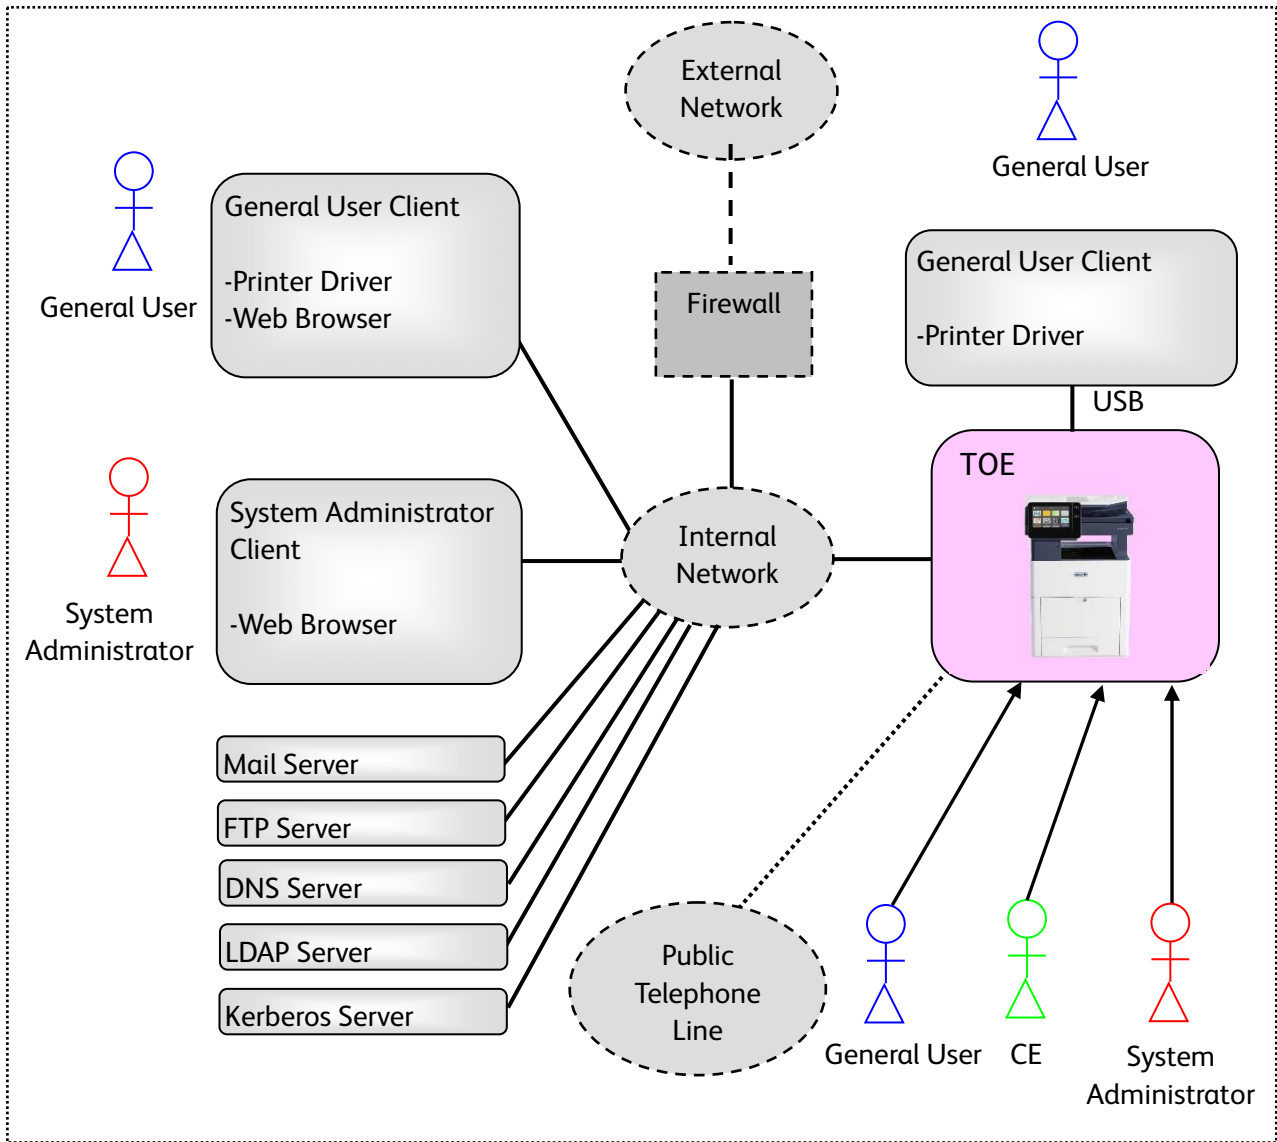 External
Network
General User
General User
General User Client
-Printer Driver
-Web Browser
Firewall
General User Client
-Printer Driver
USB
TOE
System
Administrator
System Administrator
Client
-Web Browser
Internal
Network
Mail Server
FTP Server
DNS Server
LDAP Server
Kerberos Server
Public
Telephone
Line
General User
CE
System
Administrator